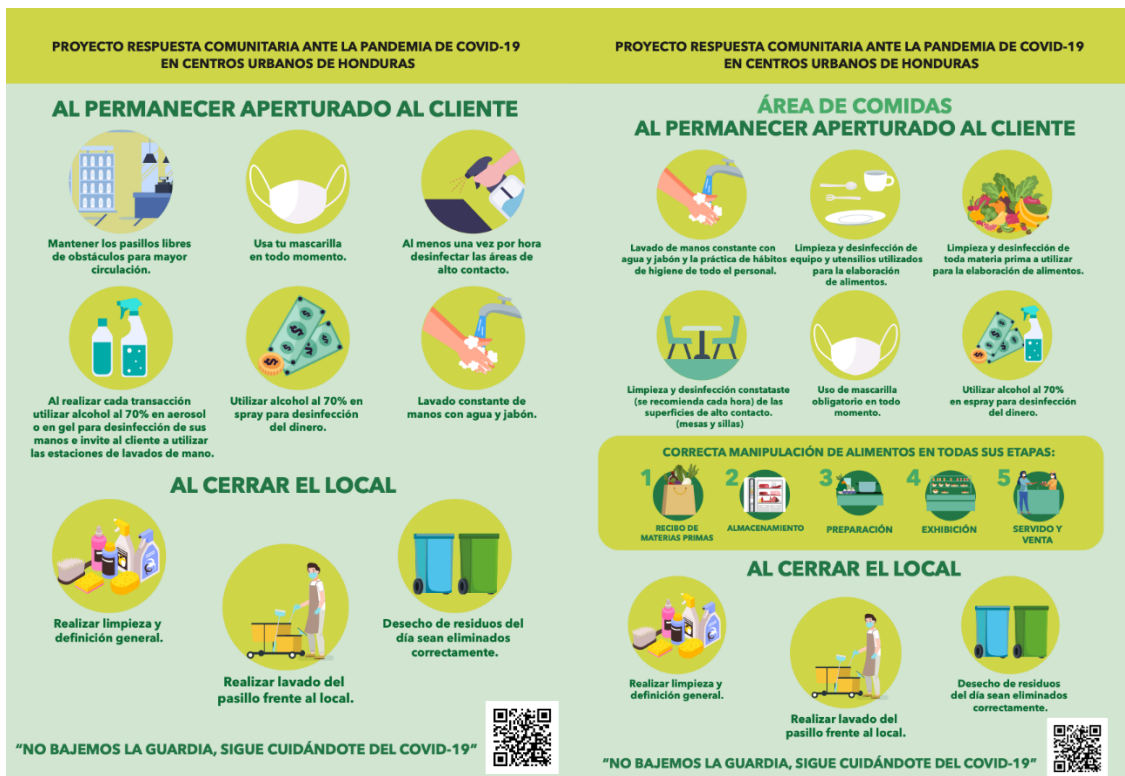 PROYECTO RESPUESTA COMUNITARIA ANTE LA PANDEMIA DE COVID-19
EN CENTROS URBANOS DE HONDURAS
AL PERMANECER APERTURADO AL CLIENTE
Mantener los pasillos libres
de obstáculos para mayor
circulación.
Usa tu mascarilla
en todo momento.
Al menos una vez por hora
desinfectar las áreas de
alto contacto.
Al realizar cada transacción
utilizar alcohol al 70% en aerosol
o en gel para desinfección de sus
manos e invite al cliente a utilizar
las estaciones de lavados de mano.
Utilizar alcohol al 70% en
spray para desinfección
del dinero.
Lavado constante de
manos con agua y jabón.
AL CERRAR EL LOCAL
Realizar limpieza y
definición general.
Realizar lavado del
pasillo frente al local.
Desecho de residuos del
día sean eliminados
correctamente.
"NO BAJEMOS LA GUARDIA, SIGUE CUIDÁNDOTE DEL COVID-19"
PROYECTO RESPUESTA COMUNITARIA ANTE LA PANDEMIA DE COVID-19
EN CENTROS URBANOS DE HONDURAS
ÁREA DE COMIDAS
AL PERMANECER APERTURADO AL CLIENTE
Lavado de manos constante con
agua y jabón y la práctica de hábitos
de higiene de todo el personal.
Limpieza y desinfección de
equipo y utensilios utilizados
para la elaboración
de alimentos.
Limpieza y desinfección de
toda materia prima a utilizar
para la elaboración de alimentos.
Limpieza y desinfección constataste
(se recomienda cada hora) de las
superficies de alto contacto.
(mesas y sillas)
Uso de mascarilla
obligatorio en todo
momento.
Utilizar alcohol al 70%
en espray para desinfección
del dinero.
CORRECTA MANIPULACIÓN DE ALIMENTOS EN TODAS SUS ETAPAS:
1
RECIBO DE
MATERIAS PRIMAS
2
ALMACENAMIENTO
3
PREPARACIÓN
4
EXHIBICIÓN
5
SERVIDO Y
VENTA
AL CERRAR EL LOCAL
Realizar limpieza y
definición general.
Realizar lavado del
pasillo frente al local.
Desecho de residuos
del día sean eliminados
correctamente.
"NO BAJEMOS LA GUARDIA, SIGUE CUIDÁNDOTE DEL COVID-19"